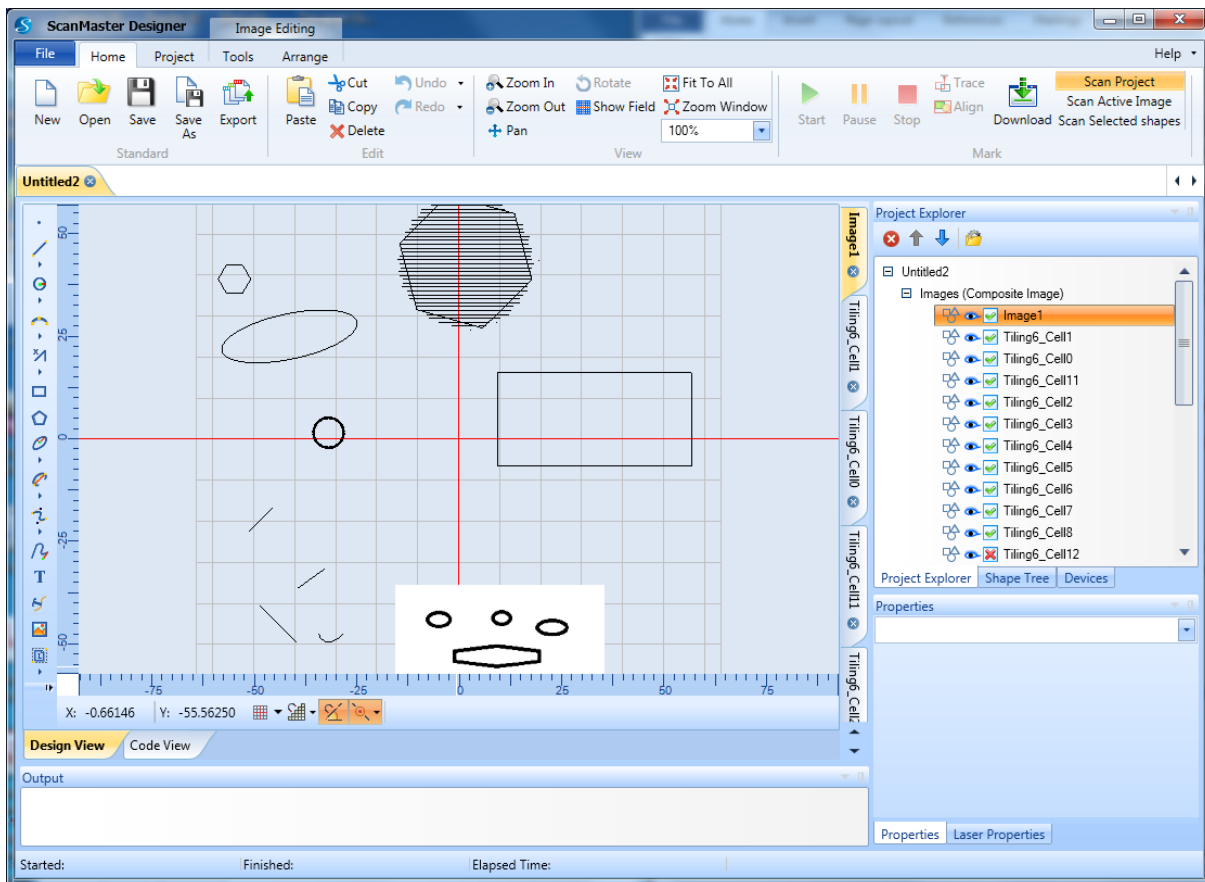 ScanMaster Designer
Image Editing
File Home Project Tools Arrange Help
New Open Save Save As Export
Standard
Paste Cut Copy Delete Undo Redo
Edit
Zoom In Rotate Fit To All
Zoom Out Show Field Zoom Window
Pan 100%
View
Start Pause Stop Trace Align Download
Scan Project
Scan Active Image
Scan Selected shapes
Mark
Untitled2
50
25
0
-25
-50
-75 -50 -25 0 25 50 75
Image1
Tiling6_Cell1
Tiling6_Cell0
Tiling6_Cell11
Tiling6_Cell2
X: -0.66146 Y: -55.56250
Design View Code View
Project Explorer
Untitled2
Images (Composite Image)
Image1
Tiling6_Cell1
Tiling6_Cell0
Tiling6_Cell11
Tiling6_Cell2
Tiling6_Cell3
Tiling6_Cell4
Tiling6_Cell5
Tiling6_Cell6
Tiling6_Cell7
Tiling6_Cell8
Tiling6_Cell12
Project Explorer Shape Tree Devices
Properties
Properties Laser Properties
Output
Started: Finished: Elapsed Time: